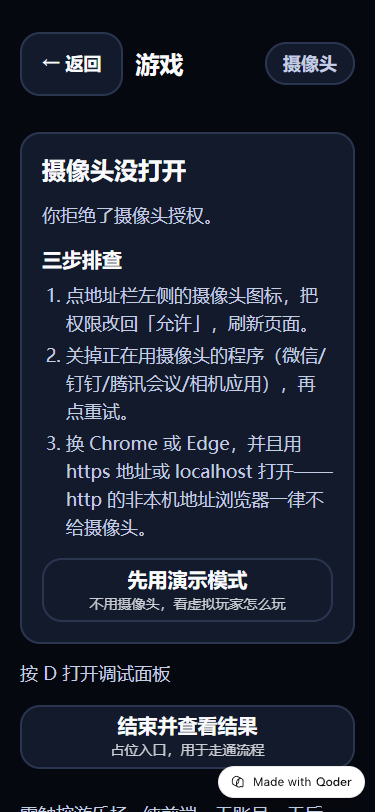 ← 返回
游戏
摄像头
摄像头没打开
你拒绝了摄像头授权。
三步排查
1. 点地址栏左侧的摄像头图标，把
权限改回「允许」，刷新页面。
2. 关掉正在用摄像头的程序（微信/
钉钉/腾讯会议/相机应用），再
点重试。
3. 换 Chrome 或 Edge，并且用
https 地址或 localhost 打开——
http 的非本机地址浏览器一律不
给摄像头。
先用演示模式
不用摄像头，看虚拟玩家怎么玩
按 D 打开调试面板
结束并查看结果
占位入口，用于走通流程
Made with Qoder